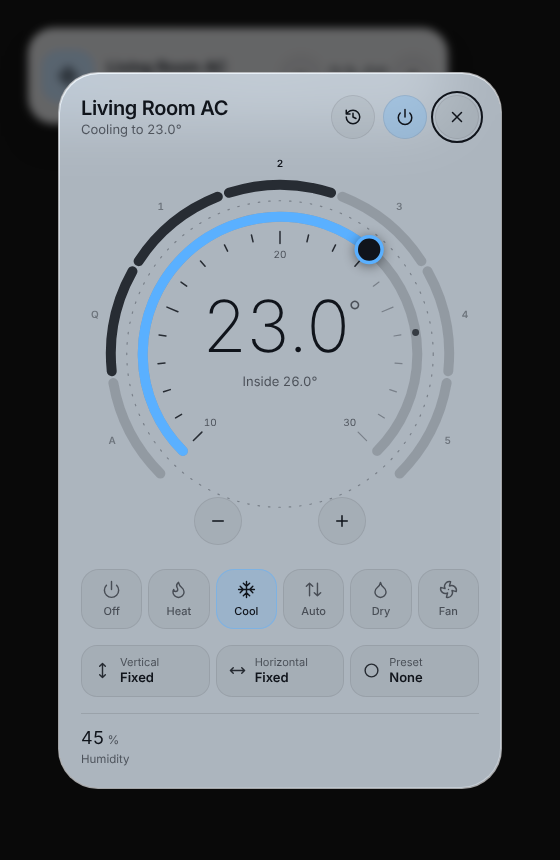 Living Room AC
Cooling to 23.0°
2
1
3
Q
4
A
5
20
10
30
23.0°
Inside 26.0°
Off
Heat
Cool
Auto
Dry
Fan
Vertical
Fixed
Horizontal
Fixed
Preset
None
45 %
Humidity